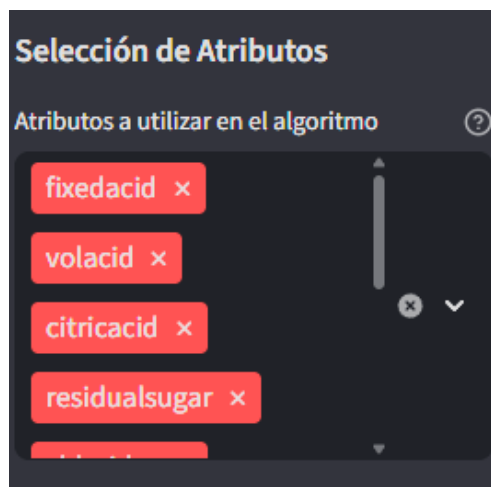 Selección de Atributos
Atributos a utilizar en el algoritmo
fixedacid ×
volacid ×
citricacid ×
residualsugar ×